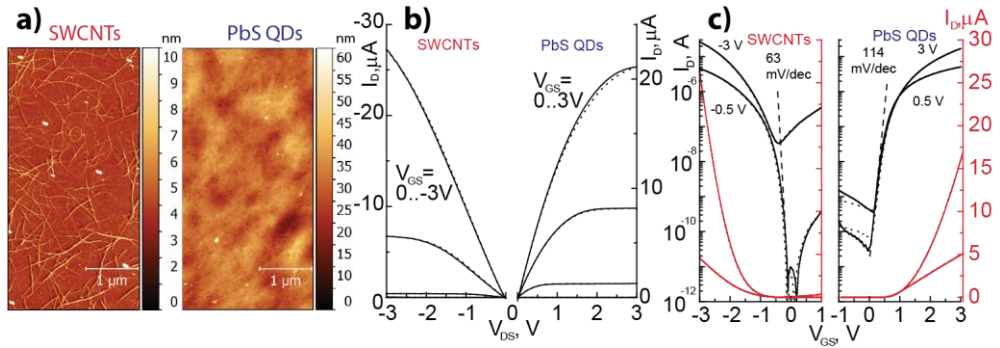 a)
SWCNTs
PbS QDs
10 nm
9
8
7
6
5
4
3
2
1
0
1 µm
60 nm
55
50
45
40
35
30
25
20
15
10
5
0
1 µm
b)
-30
-20
-10
-0
I_D, µA
SWCNTs
V_GS=
0..-3V
-3 -2 -1
PbS QDs
V_GS=
0..3V
0 1 2 3
V_DS, V
I_D, µA
30
20
10
0
c)
I_D, A
10^-4
10^-6
10^-8
10^-10
10^-12
SWCNTs
-3 V
-0.5 V
63
mV/dec
-3 -2 -1 0 1
114
mV/dec
PbS QDs
3 V
0.5 V
-1 0 1 2 3
V_GS, V
I_D, µA
30
25
20
15
10
5
0